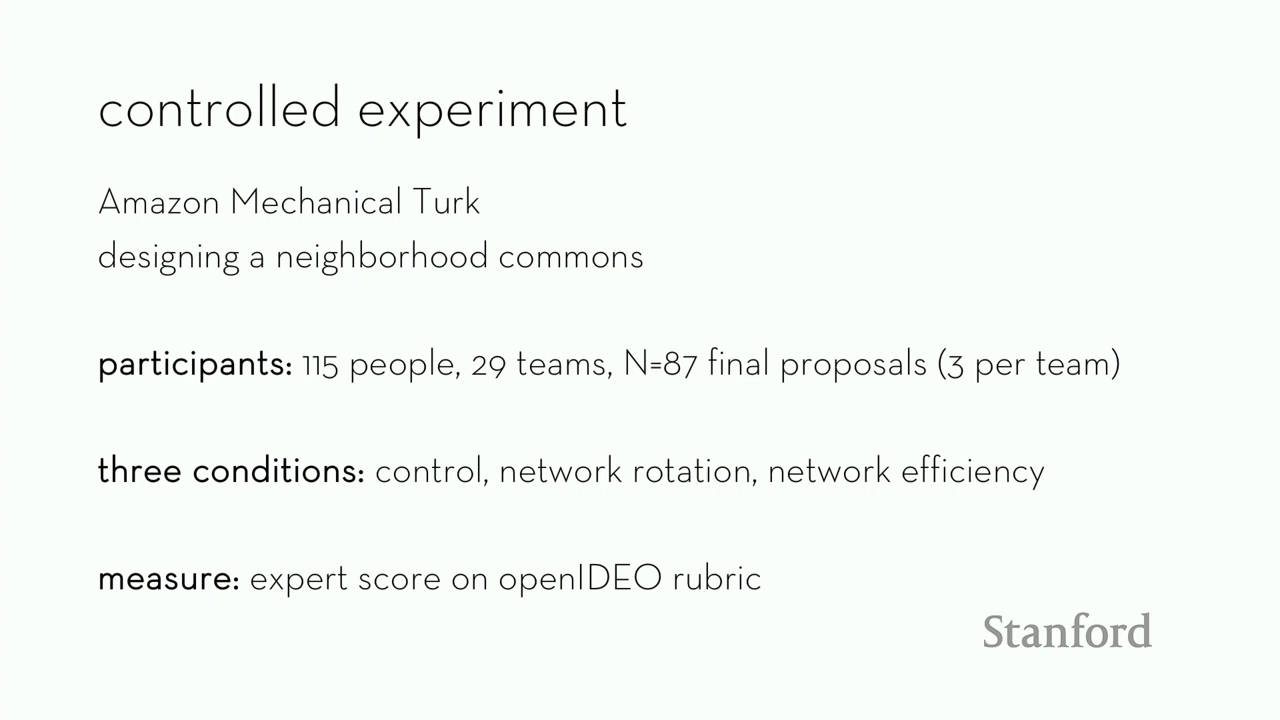 controlled experiment
Amazon Mechanical Turk
designing a neighborhood commons
participants: 115 people, 29 teams, N=87 final proposals (3 per team)
three conditions: control, network rotation, network efficiency
measure: expert score on openIDEO rubric
Stanford